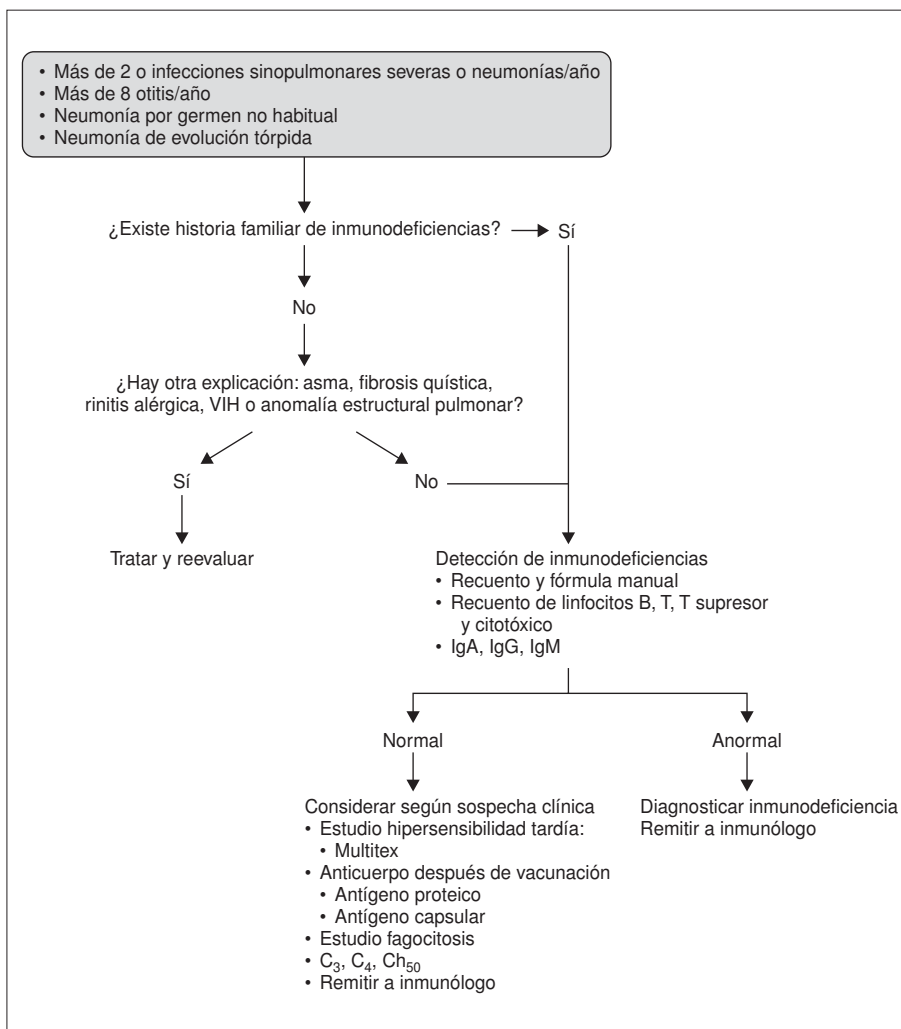 • Más de 2 o infecciones sinopulmonares severas o neumonías/año
• Más de 8 otitis/año
• Neumonía por germen no habitual
• Neumonía de evolución tórpida
¿Existe historia familiar de inmunodeficiencias?
Sí
No
¿Hay otra explicación: asma, fibrosis quística,
rinitis alérgica, VIH o anomalía estructural pulmonar?
Sí
No
Tratar y reevaluar
Detección de inmunodeficiencias
• Recuento y fórmula manual
• Recuento de linfocitos B, T, T supresor
y citotóxico
• IgA, IgG, IgM
Normal
Anormal
Considerar según sospecha clínica
• Estudio hipersensibilidad tardía:
• Multitex
• Anticuerpo después de vacunación
• Antígeno proteico
• Antígeno capsular
• Estudio fagocitosis
• C3, C4, Ch50
• Remitir a inmunólogo
Diagnosticar inmunodeficiencia
Remitir a inmunólogo